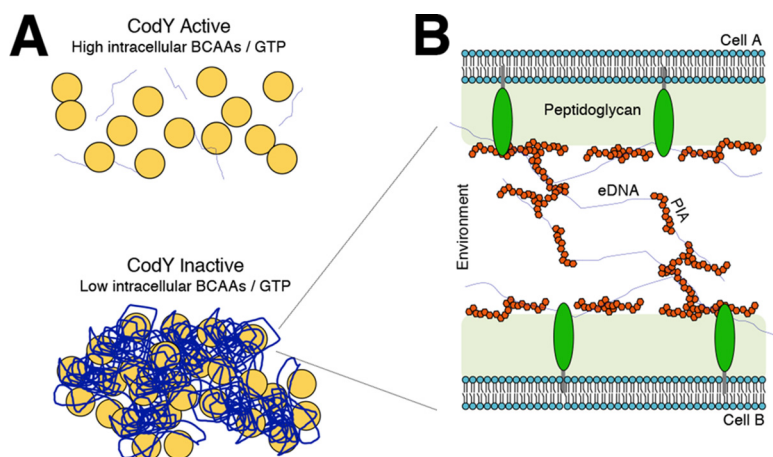 A
CodY Active
High intracellular BCAAs / GTP
CodY Inactive
Low intracellular BCAAs / GTP
B
Cell A
Peptidoglycan
eDNA
PIA
Environment
Cell B